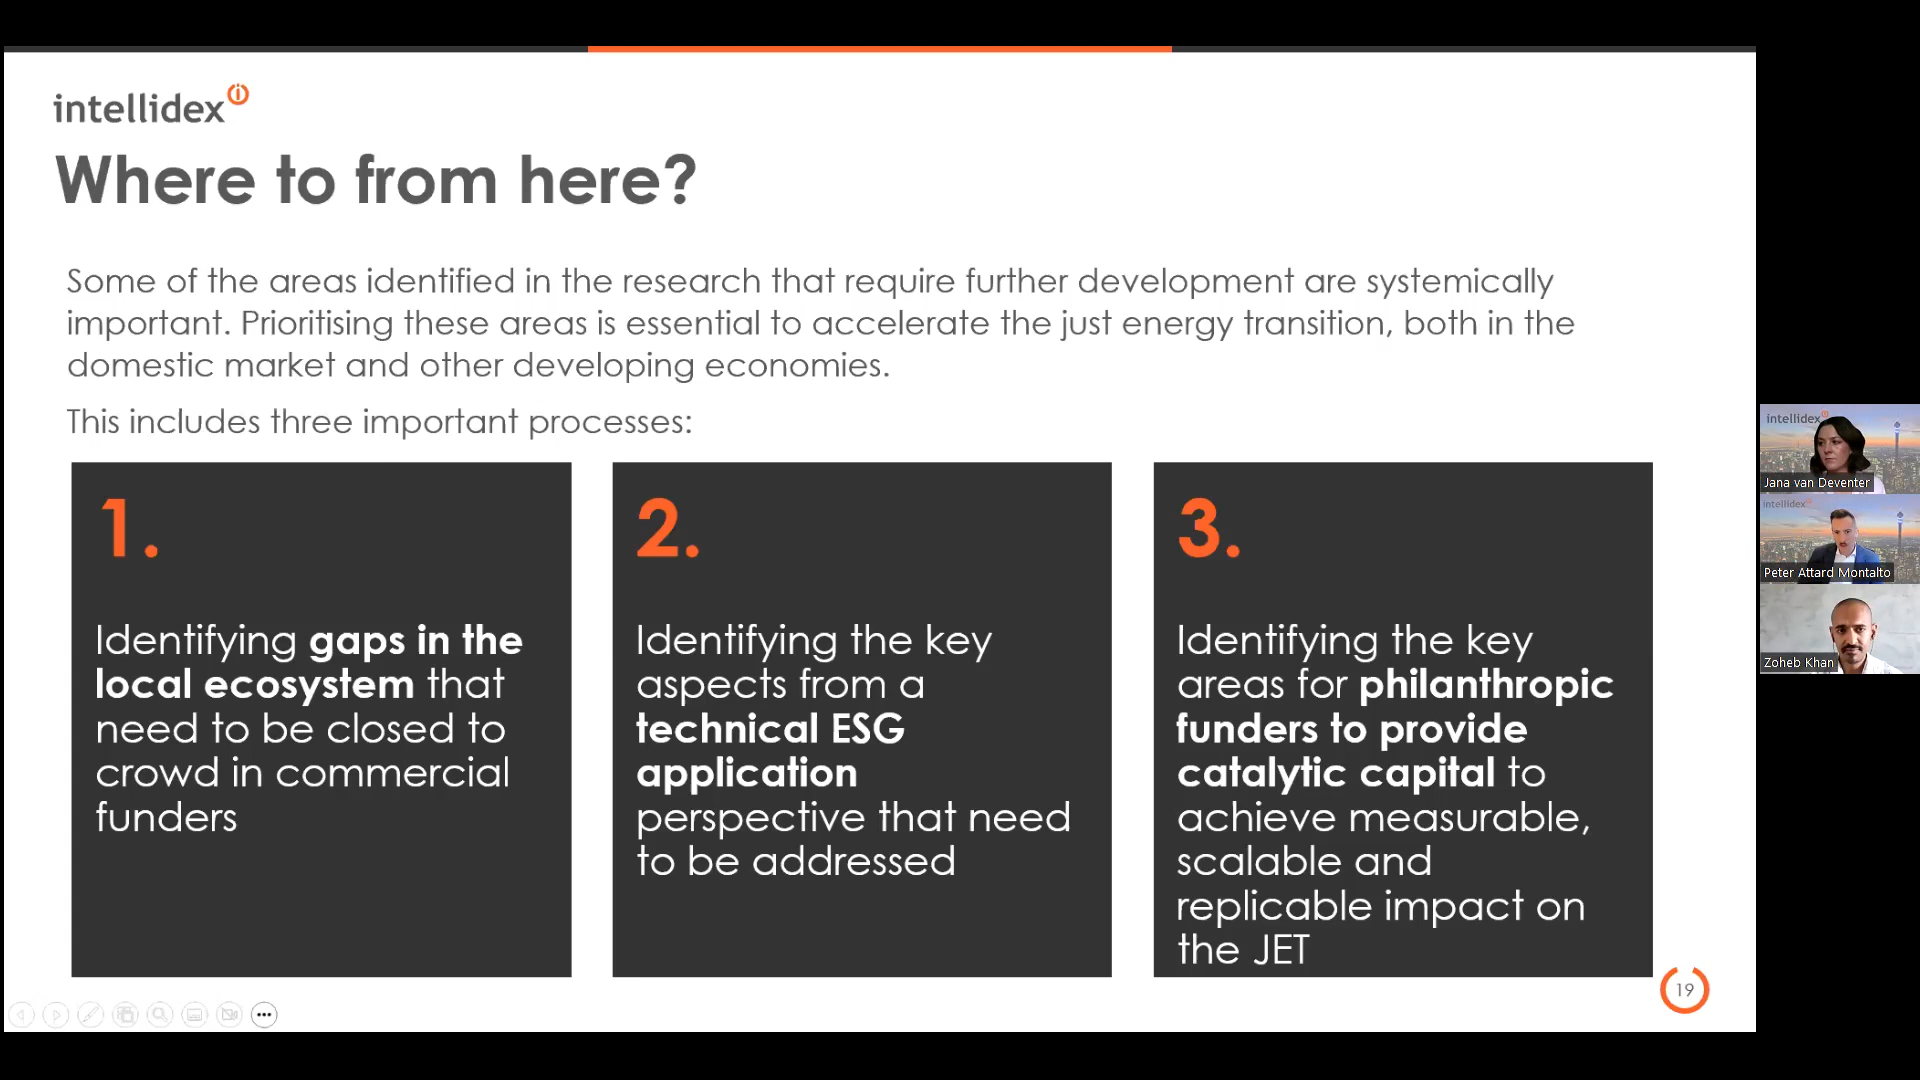 intellidex
Where to from here?
Some of the areas identified in the research that require further development are systemically
important. Prioritising these areas is essential to accelerate the just energy transition, both in the
domestic market and other developing economies.
This includes three important processes:
1.
Identifying gaps in the
local ecosystem that
need to be closed to
crowd in commercial
funders
2.
Identifying the key
aspects from a
technical ESG
application
perspective that need
to be addressed
3.
Identifying the key
areas for philanthropic
funders to provide
catalytic capital to
achieve measurable,
scalable and
replicable impact on
the JET
19
intellidex
Jana van Deventer
intellidex
Peter Attard Montalto
Zoheb Khan